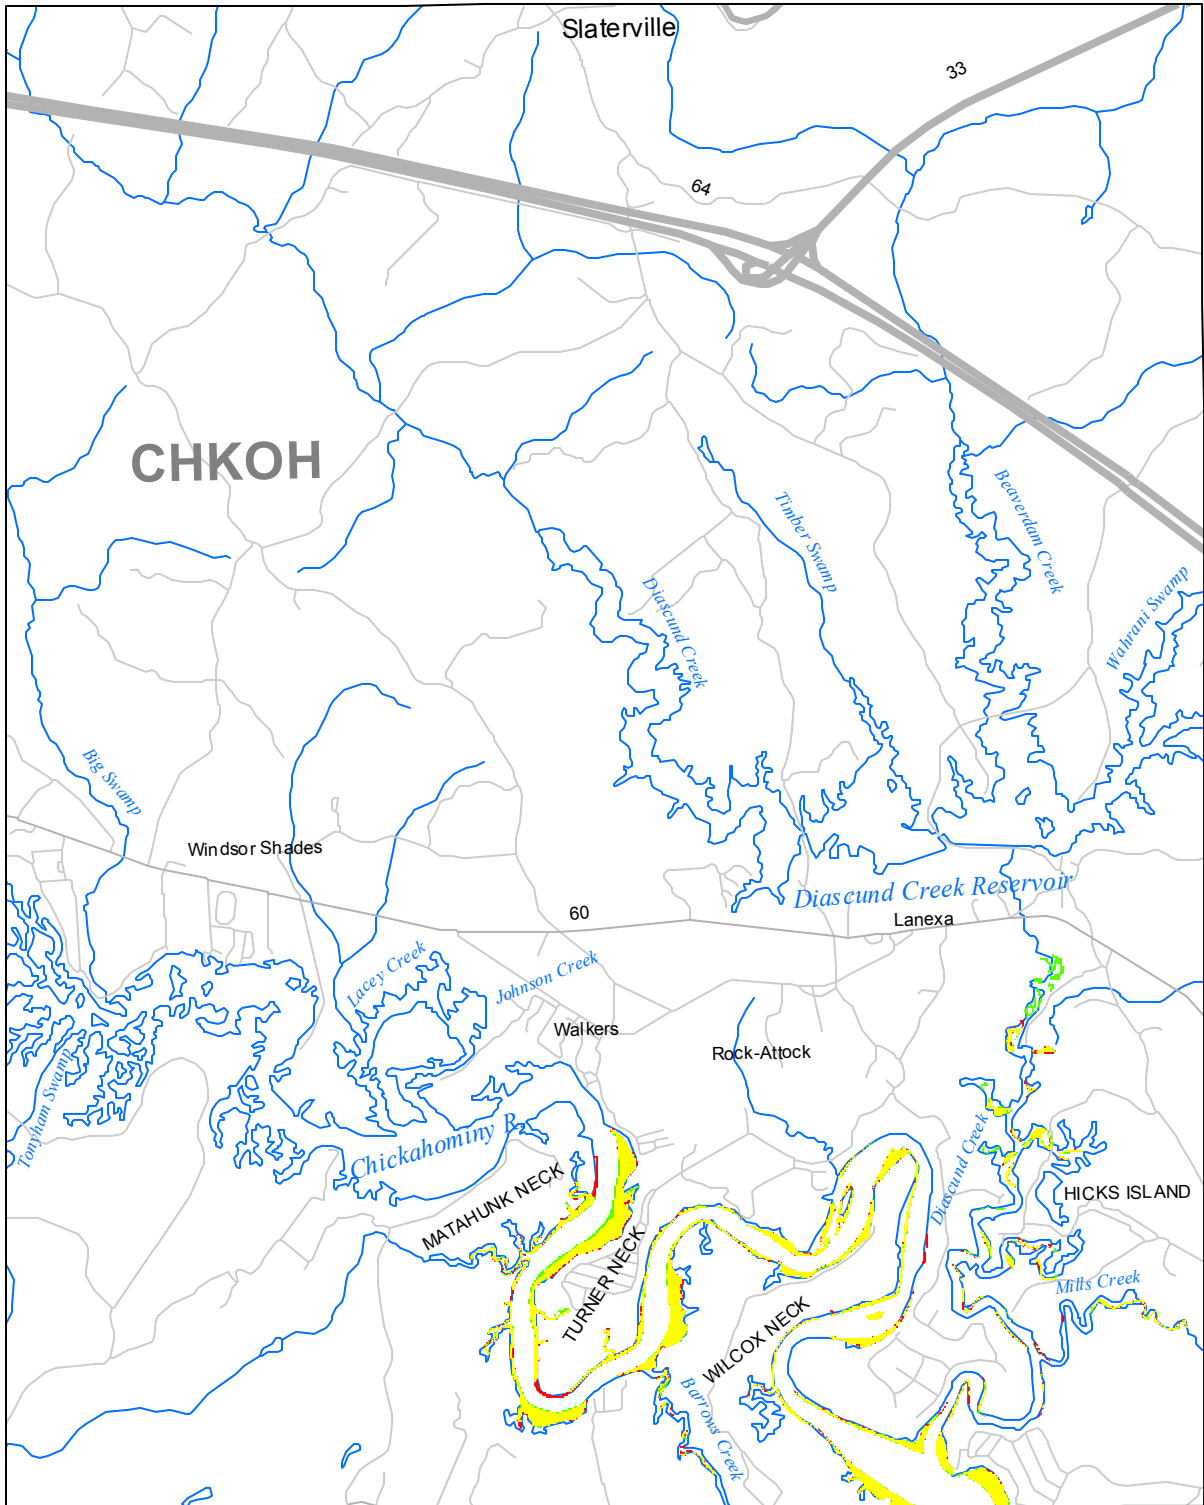 Slaterville
33
64
CHKOH
Timber Swamp
Beaverdam Creek
Diascund Creek
Wahrani Swamp
Big Swamp
Windsor Shades
Diascund Creek Reservoir
60
Lanexa
Lacey Creek
Johnson Creek
Walkers
Rock-Attock
Tonyham Swamp
Chickahominy R.
Diascund Creek
MATAHUNK NECK
HICKS ISLAND
TURNER NECK
Mills Creek
WILCOX NECK
Barrows Creek